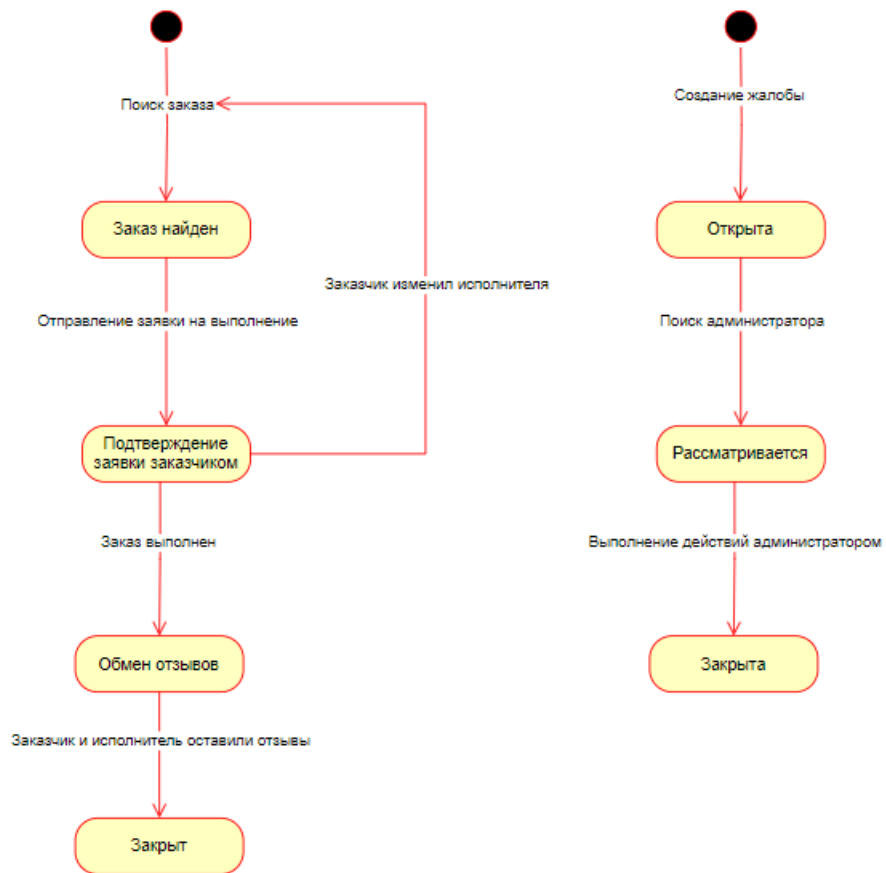 Поиск заказа
Заказ найден
Заказчик изменил исполнителя
Отправление заявки на выполнение
Подтверждение
заявки заказчиком
Заказ выполнен
Обмен отзывов
Заказчик и исполнитель оставили отзывы
Закрыт
Создание жалобы
Открыта
Поиск администратора
Рассматривается
Выполнение действий администратором
Закрыта